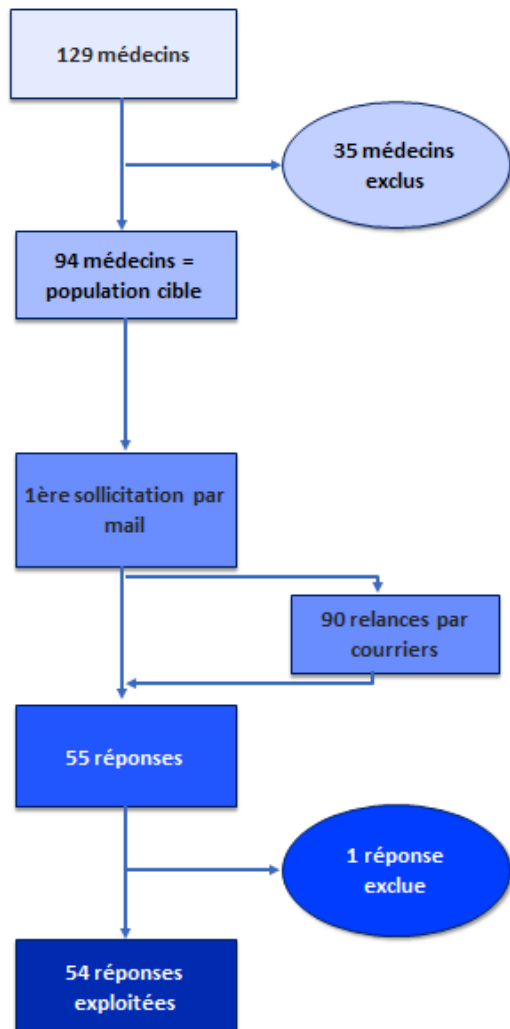 129 médecins
35 médecins
exclus
94 médecins =
population cible
1ère sollicitation par
mail
90 relances par
courriers
55 réponses
1 réponse
exclue
54 réponses
exploitées